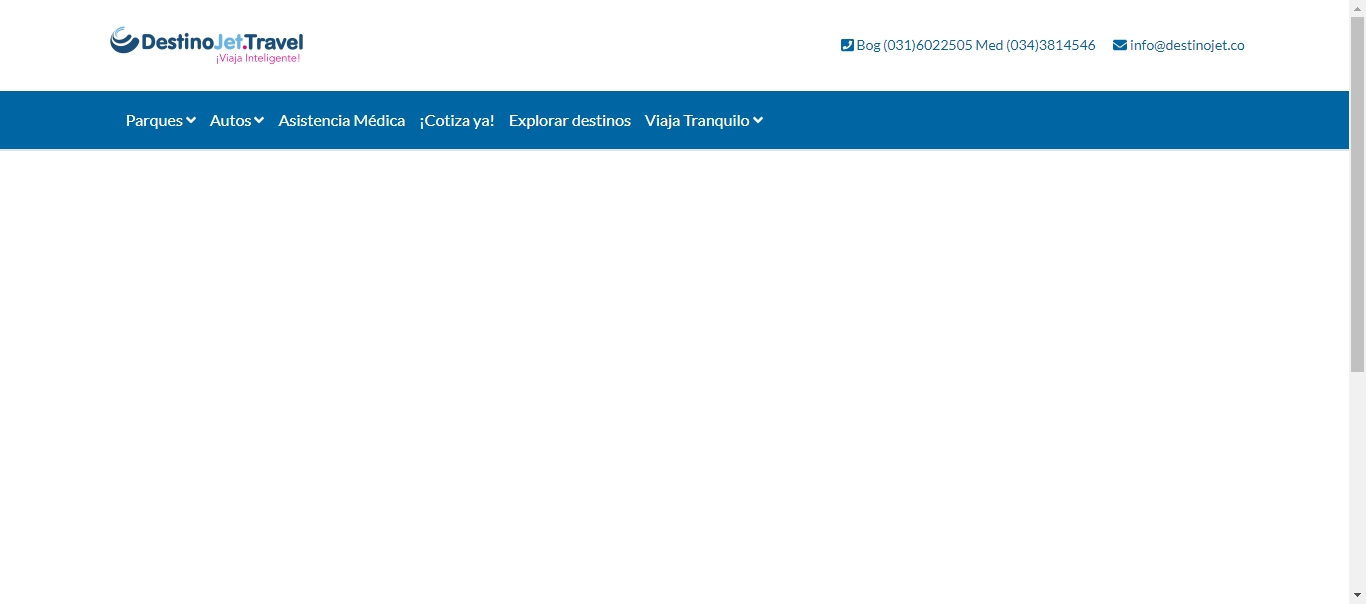 DestinoJet.Travel
¡Viaja Inteligente!
Bog (031)6022505 Med (034)3814546 info@destinojet.co
Parques Autos Asistencia Médica ¡Cotiza ya! Explorar destinos Viaja Tranquilo